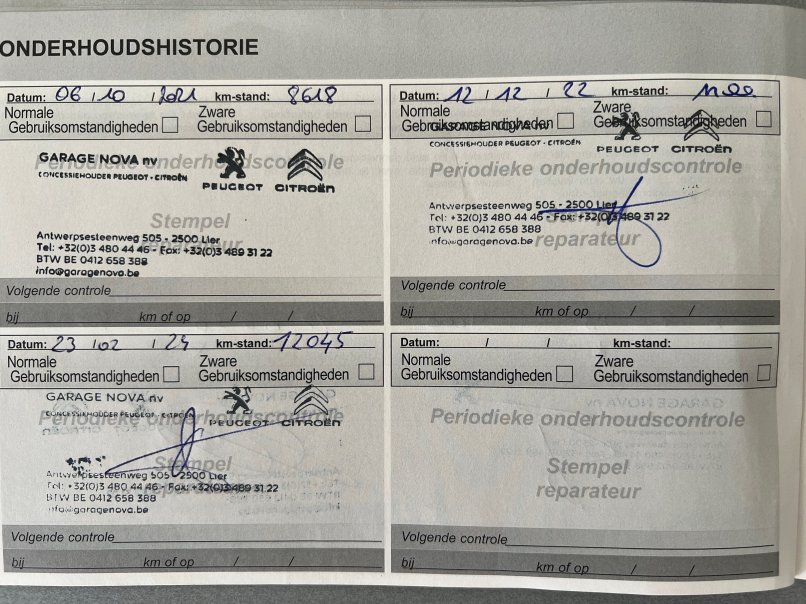 ONDERHOUDSHISTORIE
Datum: 06 / 10 / 2021 km-stand: 8618
Normale Gebruiksomstandigheden
Zware Gebruiksomstandigheden
Periodieke onderhoudscontrole
GARAGE NOVA nv
CONCESSIEHOUDER PEUGEOT - CITROËN
PEUGEOT CITROËN
Stempel
Antwerpsesteenweg 505 - 2500 Lier
Tel: +32(0)3 480 44 46 - Fax: +32(0)3 489 31 22
BTW BE 0412 658 388
info@garagenova.be
Volgende controle
bij km of op / /
Datum: 12 / 12 / 22 km-stand:
Normale Gebruiksomstandigheden
Zware Gebruiksomstandigheden
CONCESSIEHOUDER PEUGEOT - CITROËN
PEUGEOT CITROËN
Periodieke onderhoudscontrole
Antwerpsesteenweg 505 - 2500 Lier
Tel: +32(0)3 480 44 46 - Fax: +32(0)3 489 31 22
BTW BE 0412 658 388
info@garagenova.be
reparateur
Volgende controle
bij km of op / /
Datum: 23 / 02 / 24 km-stand: 12045
Normale Gebruiksomstandigheden
Zware Gebruiksomstandigheden
GARAGE NOVA nv
CONCESSIEHOUDER PEUGEOT - CITROËN
PEUGEOT CITROËN
Periodieke onderhoudscontrole
Stempel
Antwerpsesteenweg 505 - 2500 Lier
Tel: +32(0)3 480 44 46 - Fax: +32(0)3 489 31 22
BTW BE 0412 658 388
info@garagenova.be
Volgende controle
bij km of op / /
Datum: / / km-stand:
Normale Gebruiksomstandigheden
Zware Gebruiksomstandigheden
GARAGE NOVA nv
Periodieke onderhoudscontrole
Stempel
reparateur
Volgende controle
bij km of op / /